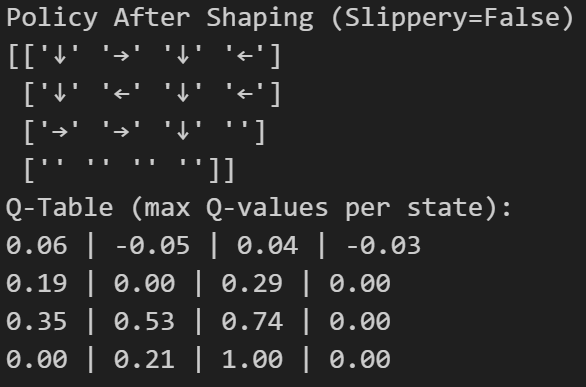 Policy After Shaping (Slippery=False)
[['↓' '→' '↓' '←']
['↓' '←' '↓' '←']
['→' '→' '↓' '']
['' '' '' '']]
Q-Table (max Q-values per state):
0.06 | -0.05 | 0.04 | -0.03
0.19 | 0.00 | 0.29 | 0.00
0.35 | 0.53 | 0.74 | 0.00
0.00 | 0.21 | 1.00 | 0.00